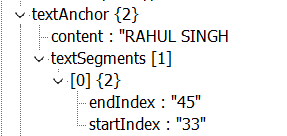 textAnchor {2}
content : "RAHUL SINGH
textSegments [1]
[0] {2}
endIndex : "45"
startIndex : "33"